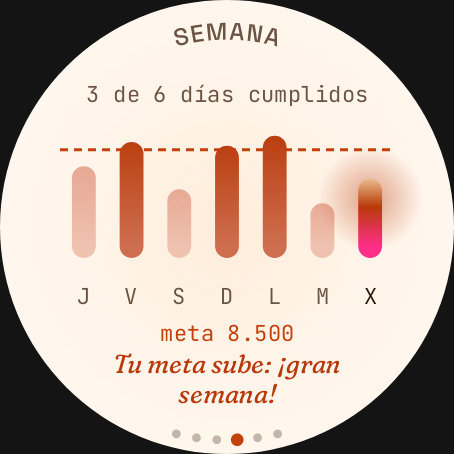 SEMANA
3 de 6 días cumplidos
J V S D L M X
meta 8.500
Tu meta sube: ¡gran
semana!